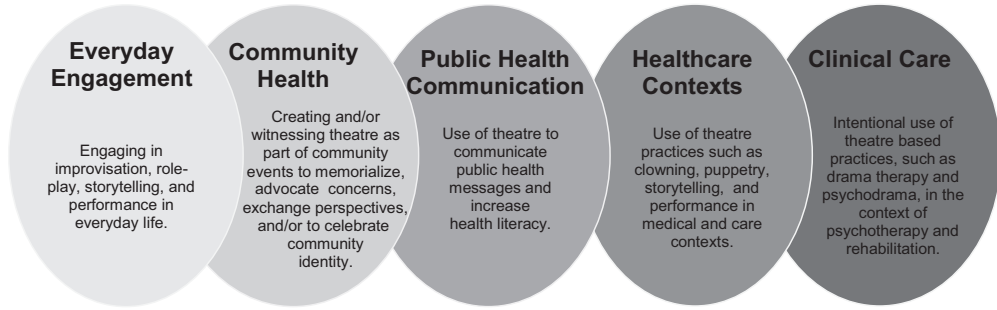 Everyday
Engagement
Engaging in
improvisation, role-
play, storytelling, and
performance in
everyday life.
Community
Health
Creating and/or
witnessing theatre as
part of community
events to memorialize,
advocate concerns,
exchange perspectives,
and/or to celebrate
community
identity.
Public Health
Communication
Use of theatre to
communicate
public health
messages and
increase
health literacy.
Healthcare
Contexts
Use of theatre
practices such as
clowning, puppetry,
storytelling, and
performance in
medical and care
contexts.
Clinical Care
Intentional use of
theatre based
practices, such as
drama therapy and
psychodrama, in the
context of
psychotherapy and
rehabilitation.